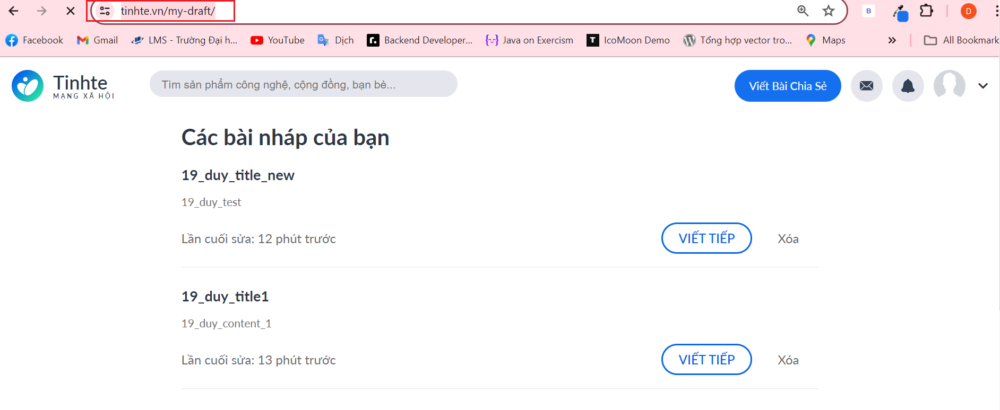 tinhte.vn/my-draft/
B
D
Facebook
Gmail
LMS - Trường Đại h...
YouTube
Dịch
Backend Developer...
Java on Exercism
IcoMoon Demo
Tổng hợp vector tro...
Maps
All Bookmark
Tinhte
MẠNG XÃ HỘI
Tìm sản phẩm công nghệ, cộng đồng, bạn bè...
Viết Bài Chia Sẻ
Các bài nháp của bạn
19_duy_title_new
19_duy_test
Lần cuối sửa: 12 phút trước
VIẾT TIẾP
Xóa
19_duy_title1
19_duy_content_1
Lần cuối sửa: 13 phút trước
VIẾT TIẾP
Xóa